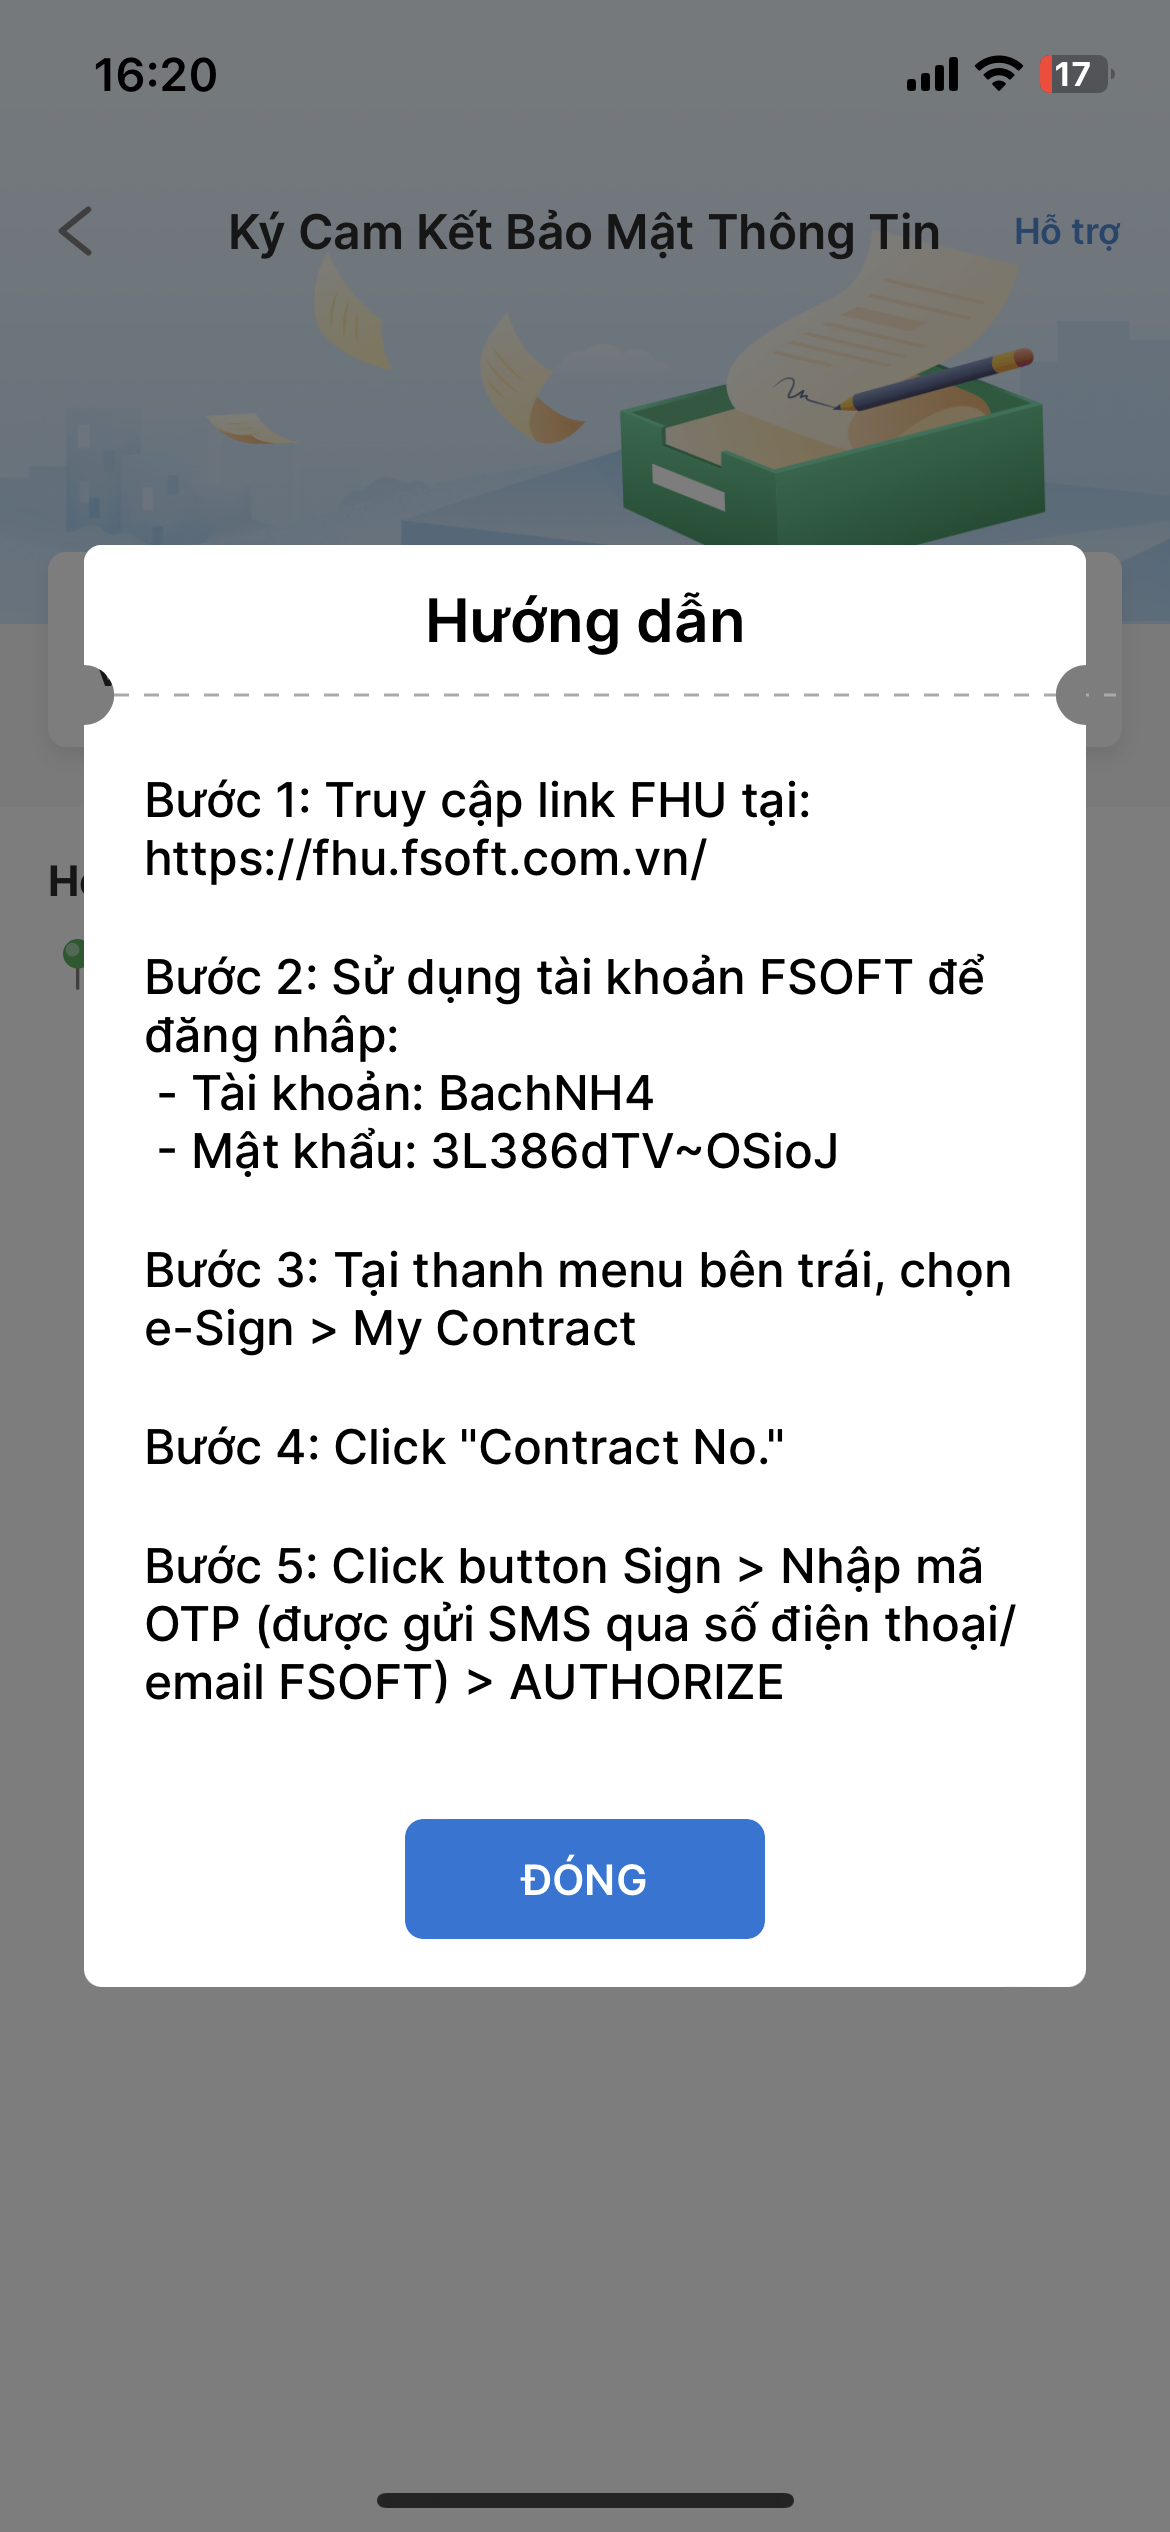 16:20
17
Ký Cam Kết Bảo Mật Thông Tin
Hỗ trợ
Hướng dẫn
Bước 1: Truy cập link FHU tại:
https://fhu.fsoft.com.vn/
Bước 2: Sử dụng tài khoản FSOFT để
đăng nhâp:
- Tài khoản: BachNH4
- Mật khẩu: 3L386dTV~OSioJ
Bước 3: Tại thanh menu bên trái, chọn
e-Sign > My Contract
Bước 4: Click "Contract No."
Bước 5: Click button Sign > Nhập mã
OTP (được gửi SMS qua số điện thoại/
email FSOFT) > AUTHORIZE
ĐÓNG